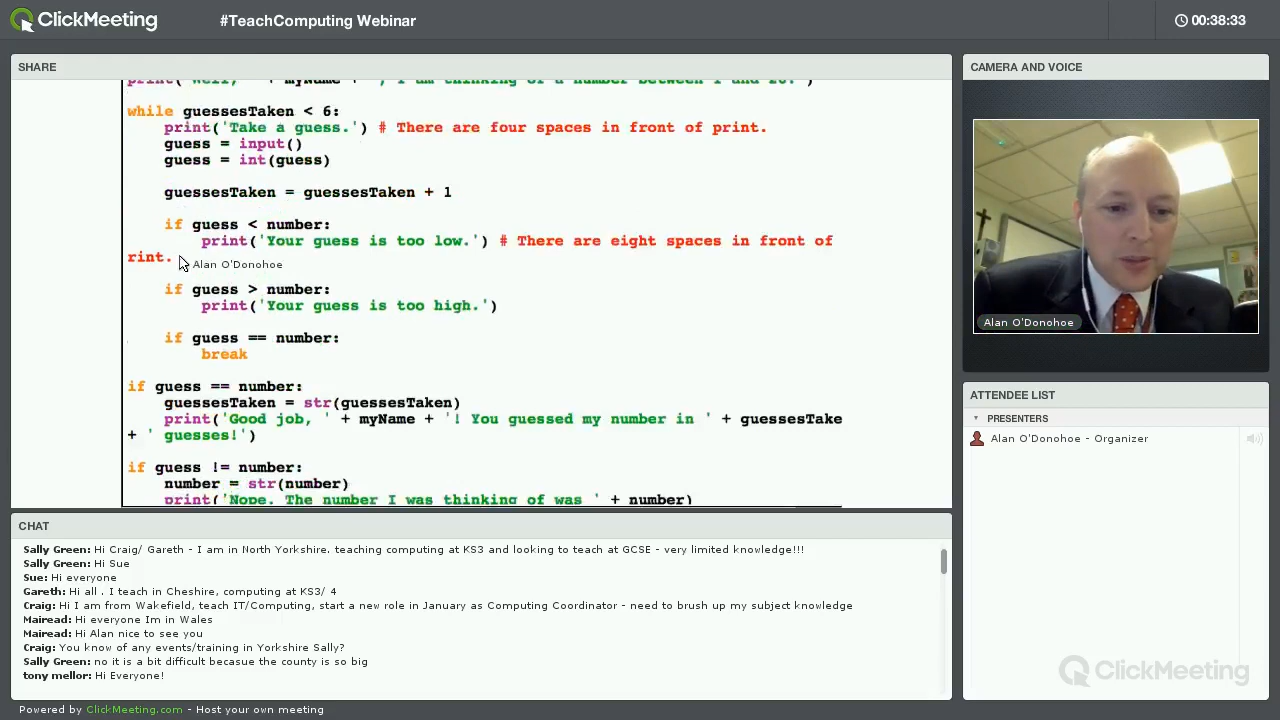 ClickMeeting
#TeachComputing Webinar
00:38:33
SHARE
print('Well, ' + myName + ', I am thinking of a number between 1 and 20.')
while guessesTaken < 6:
print('Take a guess.') # There are four spaces in front of print.
guess = input()
guess = int(guess)
guessesTaken = guessesTaken + 1
if guess < number:
print('Your guess is too low.') # There are eight spaces in front of
rint.
Alan O'Donohoe
if guess > number:
print('Your guess is too high.')
if guess == number:
break
if guess == number:
guessesTaken = str(guessesTaken)
print('Good job, ' + myName + '! You guessed my number in ' + guessesTake
+ ' guesses!')
if guess != number:
number = str(number)
print('Nope. The number I was thinking of was ' + number)
CAMERA AND VOICE
Alan O'Donohoe
ATTENDEE LIST
PRESENTERS
Alan O'Donohoe - Organizer
CHAT
Sally Green: Hi Craig/ Gareth - I am in North Yorkshire. teaching computing at KS3 and looking to teach at GCSE - very limited knowledge!!!
Sally Green: Hi Sue
Sue: Hi everyone
Gareth: Hi all . I teach in Cheshire, computing at KS3/ 4
Craig: Hi I am from Wakefield, teach IT/Computing, start a new role in January as Computing Coordinator - need to brush up my subject knowledge
Mairead: Hi everyone Im in Wales
Mairead: Hi Alan nice to see you
Craig: You know of any events/training in Yorkshire Sally?
Sally Green: no it is a bit difficult becasue the county is so big
tony mellor: Hi Everyone!
ClickMeeting
Powered by ClickMeeting.com - Host your own meeting